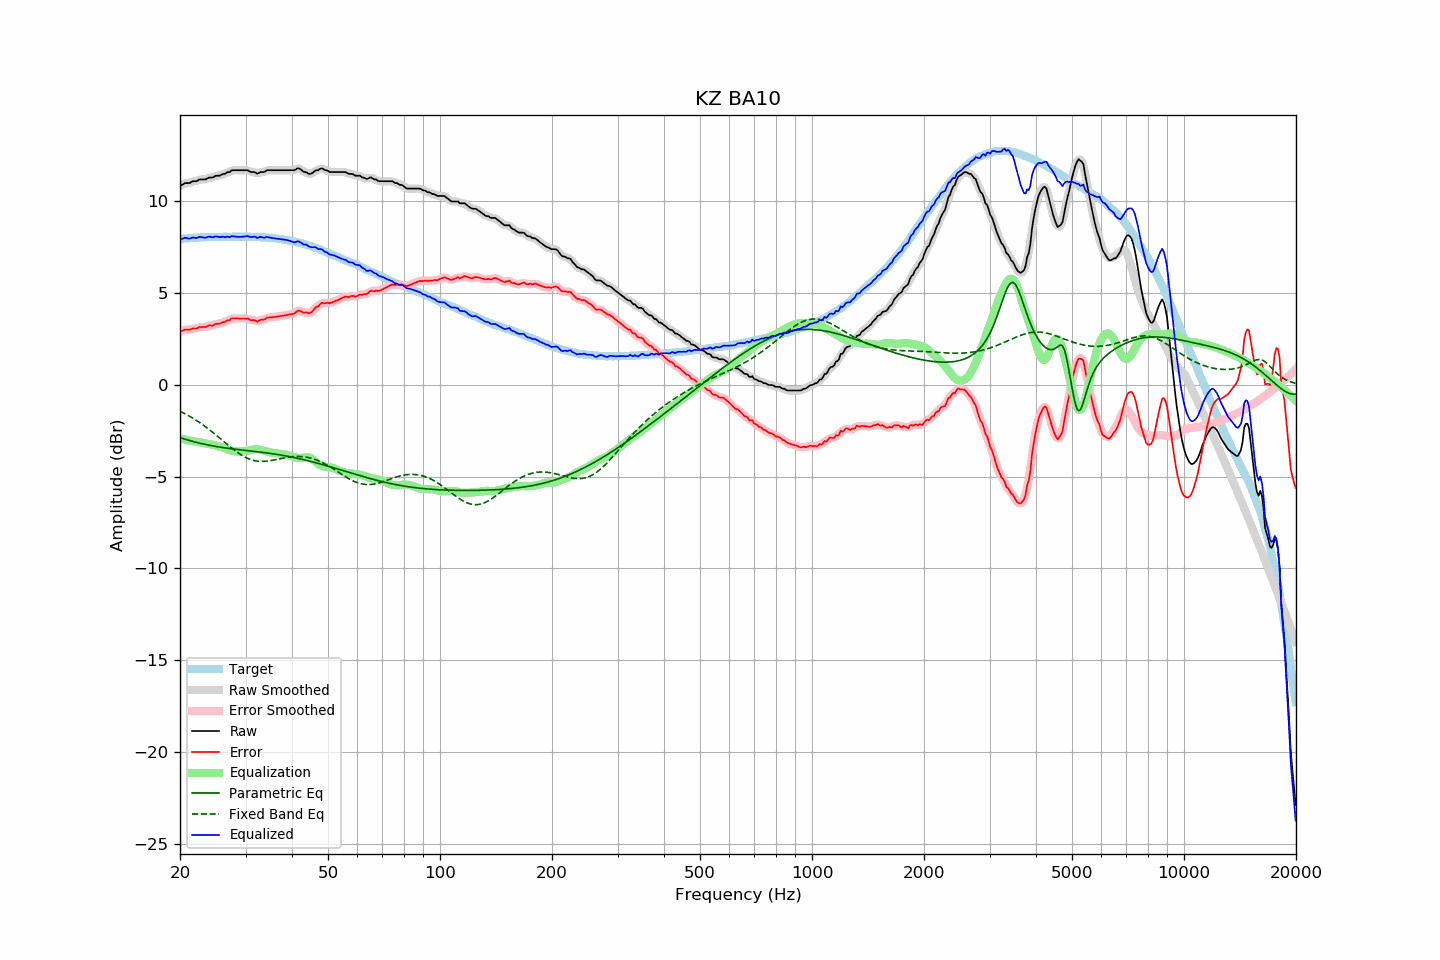 KZ BA10
Amplitude (dBr)
10
5
0
−5
−10
−15
−20
−25
Target
Raw Smoothed
Error Smoothed
Raw
Error
Equalization
Parametric Eq
Fixed Band Eq
Equalized
20 50 100 200 500 1000 2000 5000 10000 20000
Frequency (Hz)